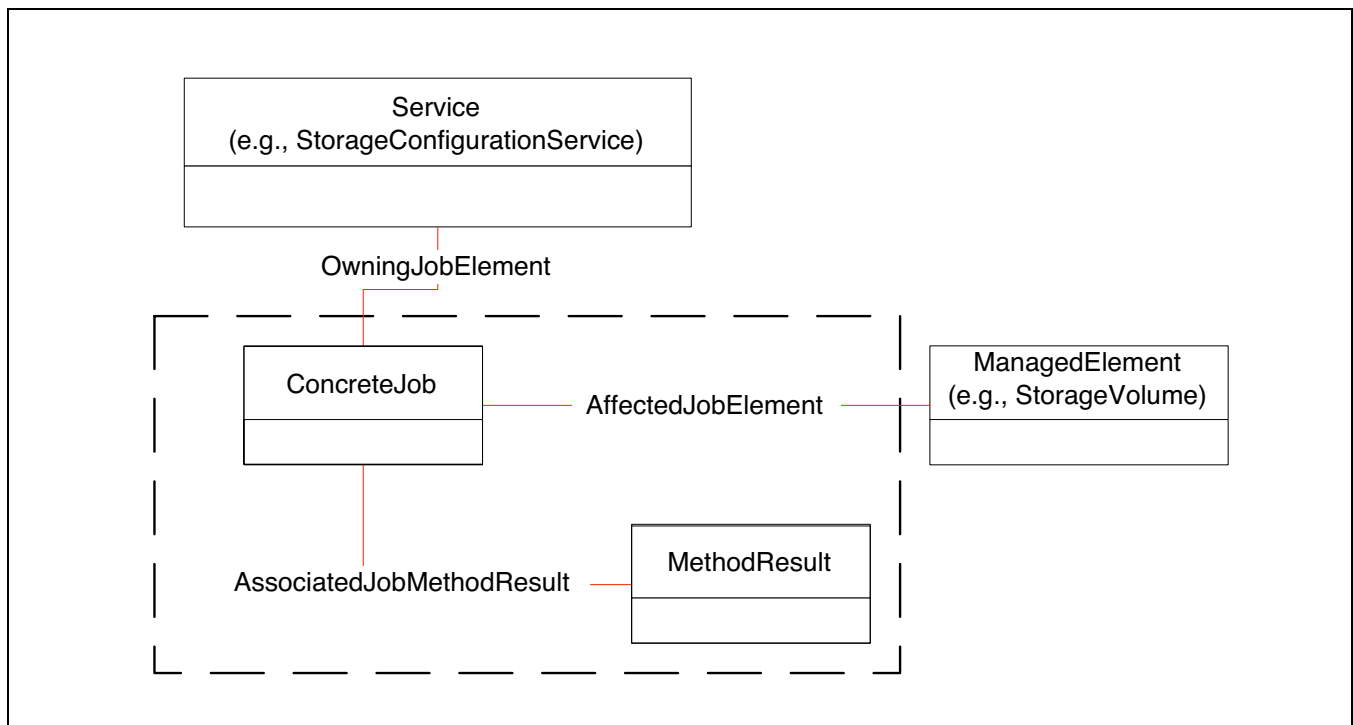 Service
(e.g., StorageConfigurationService)
OwningJobElement
ConcreteJob
AffectedJobElement
ManagedElement
(e.g., StorageVolume)
AssociatedJobMethodResult
MethodResult